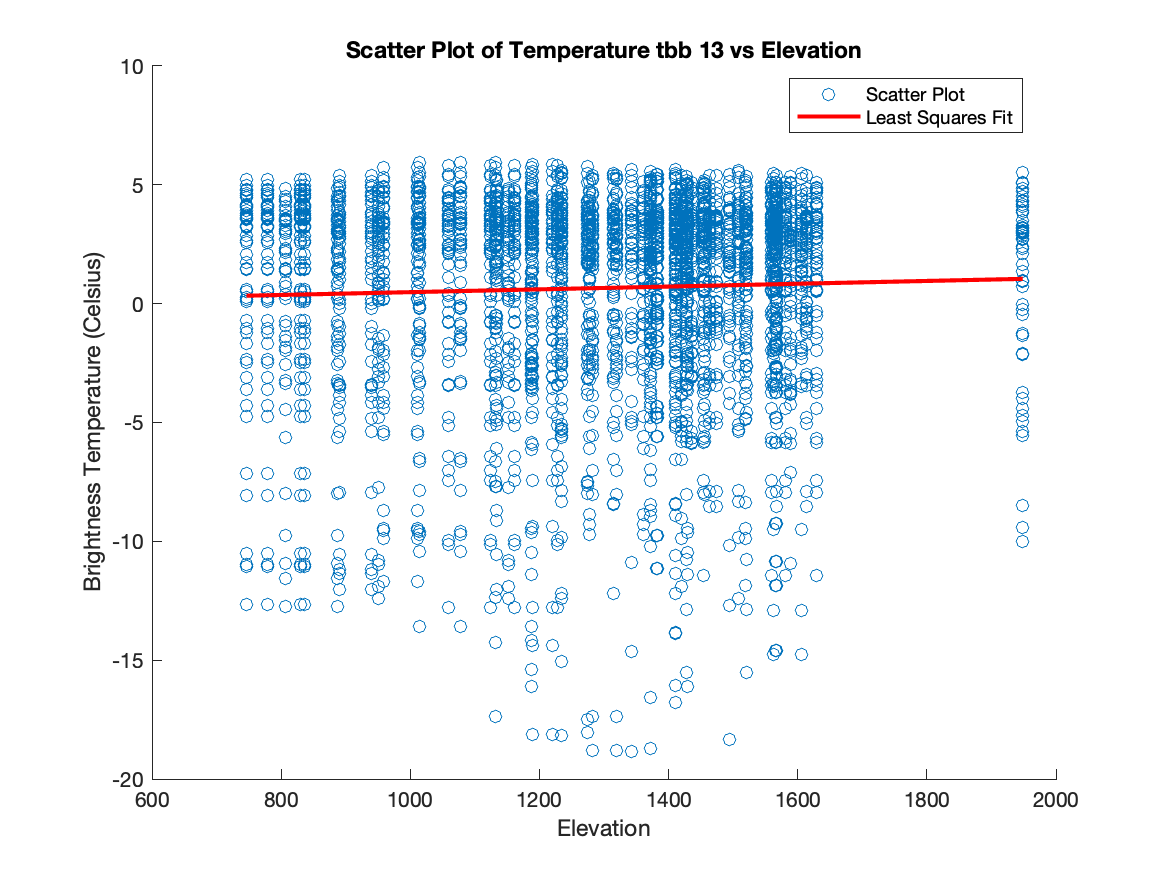 Scatter Plot of Temperature tbb 13 vs Elevation
Scatter Plot
Least Squares Fit
Brightness Temperature (Celsius)
10
5
0
-5
-10
-15
-20
600 800 1000 1200 1400 1600 1800 2000
Elevation